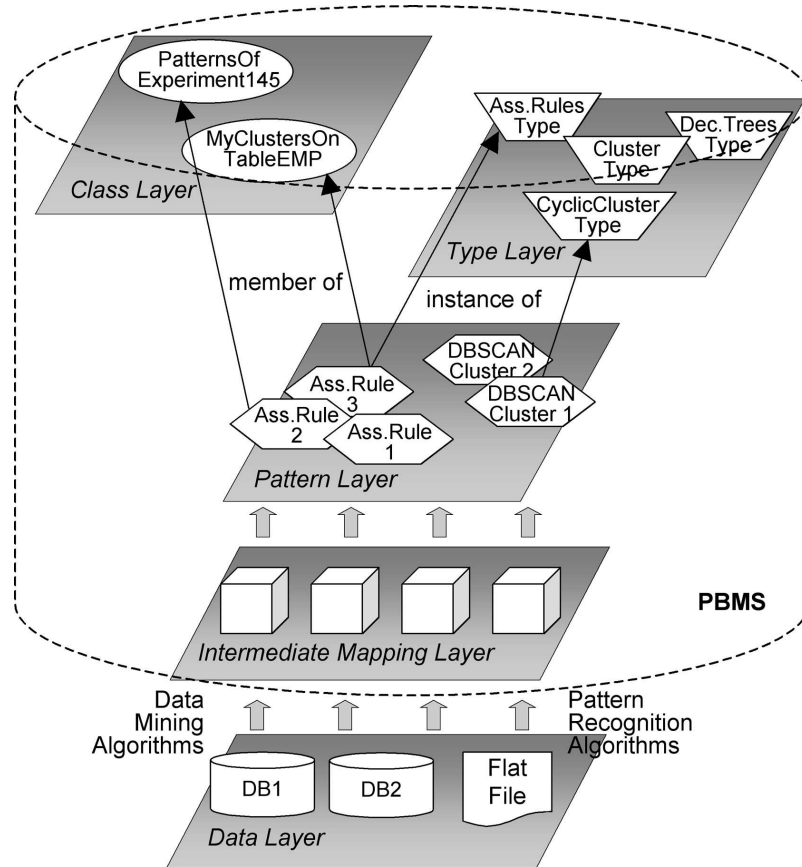 PatternsOf
Experiment145
MyClustersOn
TableEMP
Class Layer
Ass.Rules
Type
Dec.Trees
Type
Cluster
Type
CyclicCluster
Type
Type Layer
member of
instance of
DBSCAN
Cluster 2
DBSCAN
Cluster 1
Ass.Rule
3
Ass.Rule
2
Ass.Rule
1
Pattern Layer
PBMS
Intermediate Mapping Layer
Data
Mining
Algorithms
Pattern
Recognition
Algorithms
DB1
DB2
Flat
File
Data Layer